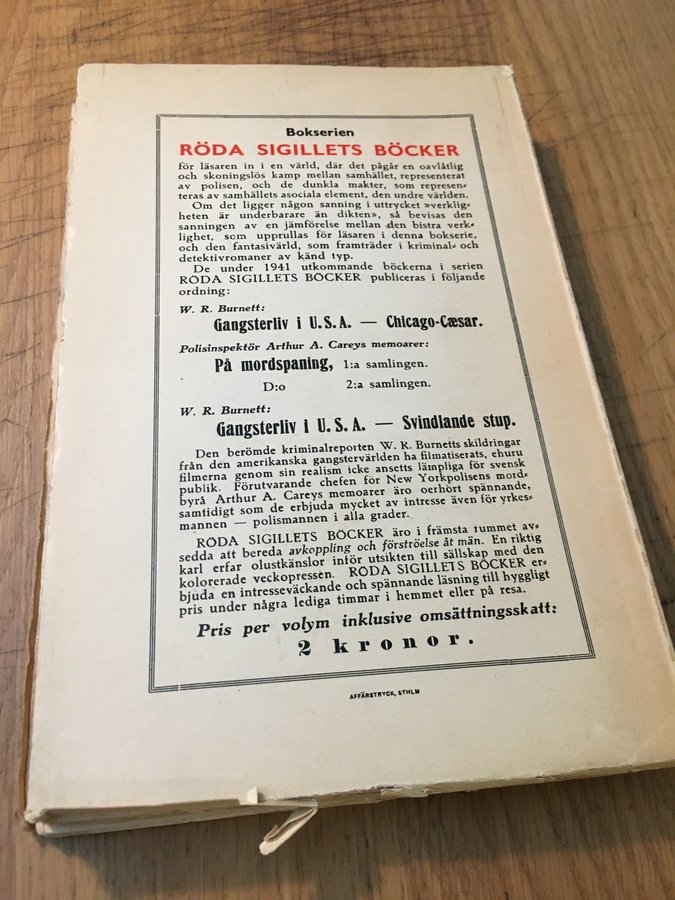 Bokserien
RÖDA SIGILLETS BÖCKER
för läsaren in i en värld, där det pågår en oavlåtlig
och skoningslös kamp mellan samhället, representerat
av polisen, och de dunkla makter, som represen-
teras av samhällets asociala element, den undre världen.
Om det ligger någon sanning i uttrycket »verklig-
heten är underbarare än dikten», så bevisas den
sanningen av en jämförelse mellan den bistra verk-
lighet, som upprullas för läsaren i denna bokserie,
och den fantasivärld, som framträder i kriminal- och
detektivromaner av känd typ.
De under 1941 utkommande böckerna i serien
RÖDA SIGILLETS BÖCKER publiceras i följande
ordning:
W. R. Burnett:
Gangsterliv i U.S.A. — Chicago-Cæsar.
Polisinspektör Arthur A. Careys memoarer:
På mordspaning, 1:a samlingen.
D:o 2:a samlingen.
W. R. Burnett:
Gangsterliv i U.S.A. — Svindlande stup.
Den berömde kriminalreporten W. R. Burnetts skildringar
från den amerikanska gangstervärlden ha filmatiserats, ehuru
filmerna genom sin realism icke ansetts lämpliga för svensk
publik. Förutvarande chefen för New Yorkpolisens mord-
byrå Arthur A. Careys memoarer äro oerhört spännande,
samtidigt som de erbjuda mycket av intresse även för yrkes-
mannen — polismannen i alla grader.
RÖDA SIGILLETS BÖCKER äro i främsta rummet av-
sedda att bereda avkoppling och förströelse åt män. En riktig
karl erfar olustkänslor inför utsikten till sällskap med den
kolorerade veckopressen. RÖDA SIGILLETS BÖCKER er-
bjuda en intresseväckande och spännande läsning till hyggligt
pris under några lediga timmar i hemmet eller på resa.
Pris per volym inklusive omsättningsskatt:
2 kronor.
AFFÄRSTRYCK, STHLM